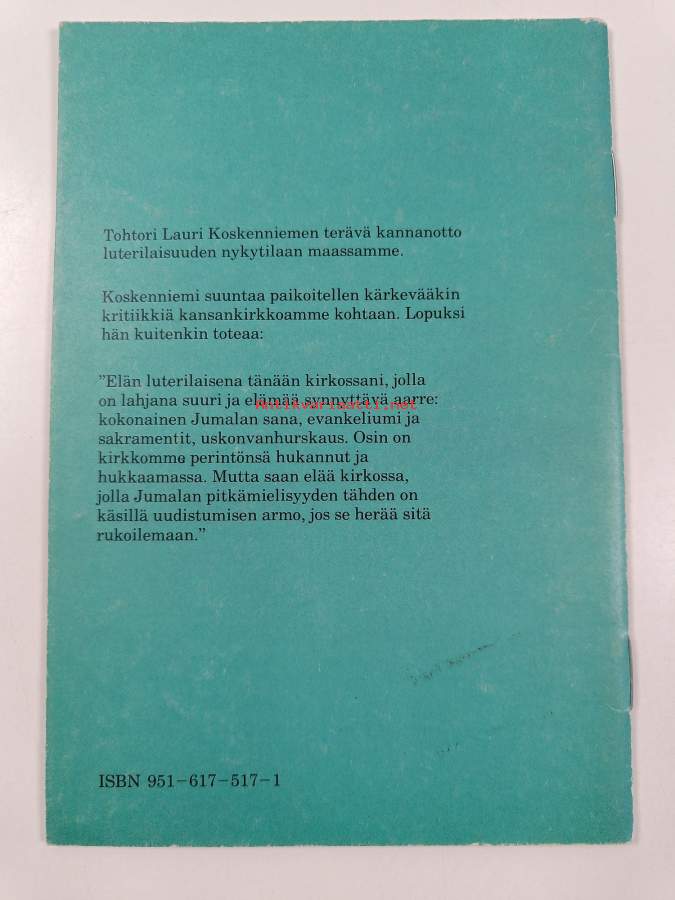 Tohtori Lauri Koskenniemen terävä kannanotto
luterilaisuuden nykytilaan maassamme.
Koskenniemi suuntaa paikoitellen kärkevääkin
kritiikkiä kansankirkkoamme kohtaan. Lopuksi
hän kuitenkin toteaa:
”Elän luterilaisena tänään kirkossani, jolla
on lahjana suuri ja elämää synnyttävä aarre:
Antikvariaatti.net
kokonainen Jumalan sana, evankeliumi ja
sakramentit, uskonvanhurskaus. Osin on
kirkkomme perintönsä hukannut ja
hukkaamassa. Mutta saan elää kirkossa,
jolla Jumalan pitkämielisyyden tähden on
käsillä uudistumisen armo, jos se herää sitä
rukoilemaan.”
ISBN 951–617–517–1